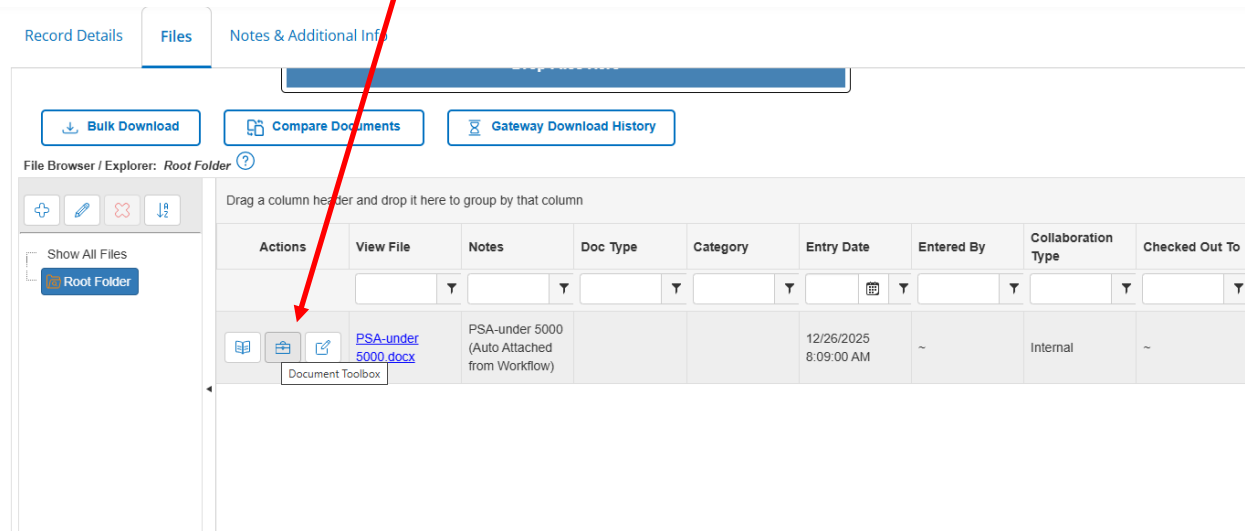 Record Details Files Notes & Additional Info
Drop Files Here
Bulk Download Compare Documents Gateway Download History
File Browser / Explorer: Root Folder
Drag a column header and drop it here to group by that column
Show All Files
Root Folder
Actions View File Notes Doc Type Category Entry Date Entered By Collaboration Type Checked Out To
PSA-under 5000.docx
PSA-under 5000
(Auto Attached
from Workflow)
12/26/2025
8:09:00 AM
~
Internal
~
Document Toolbox